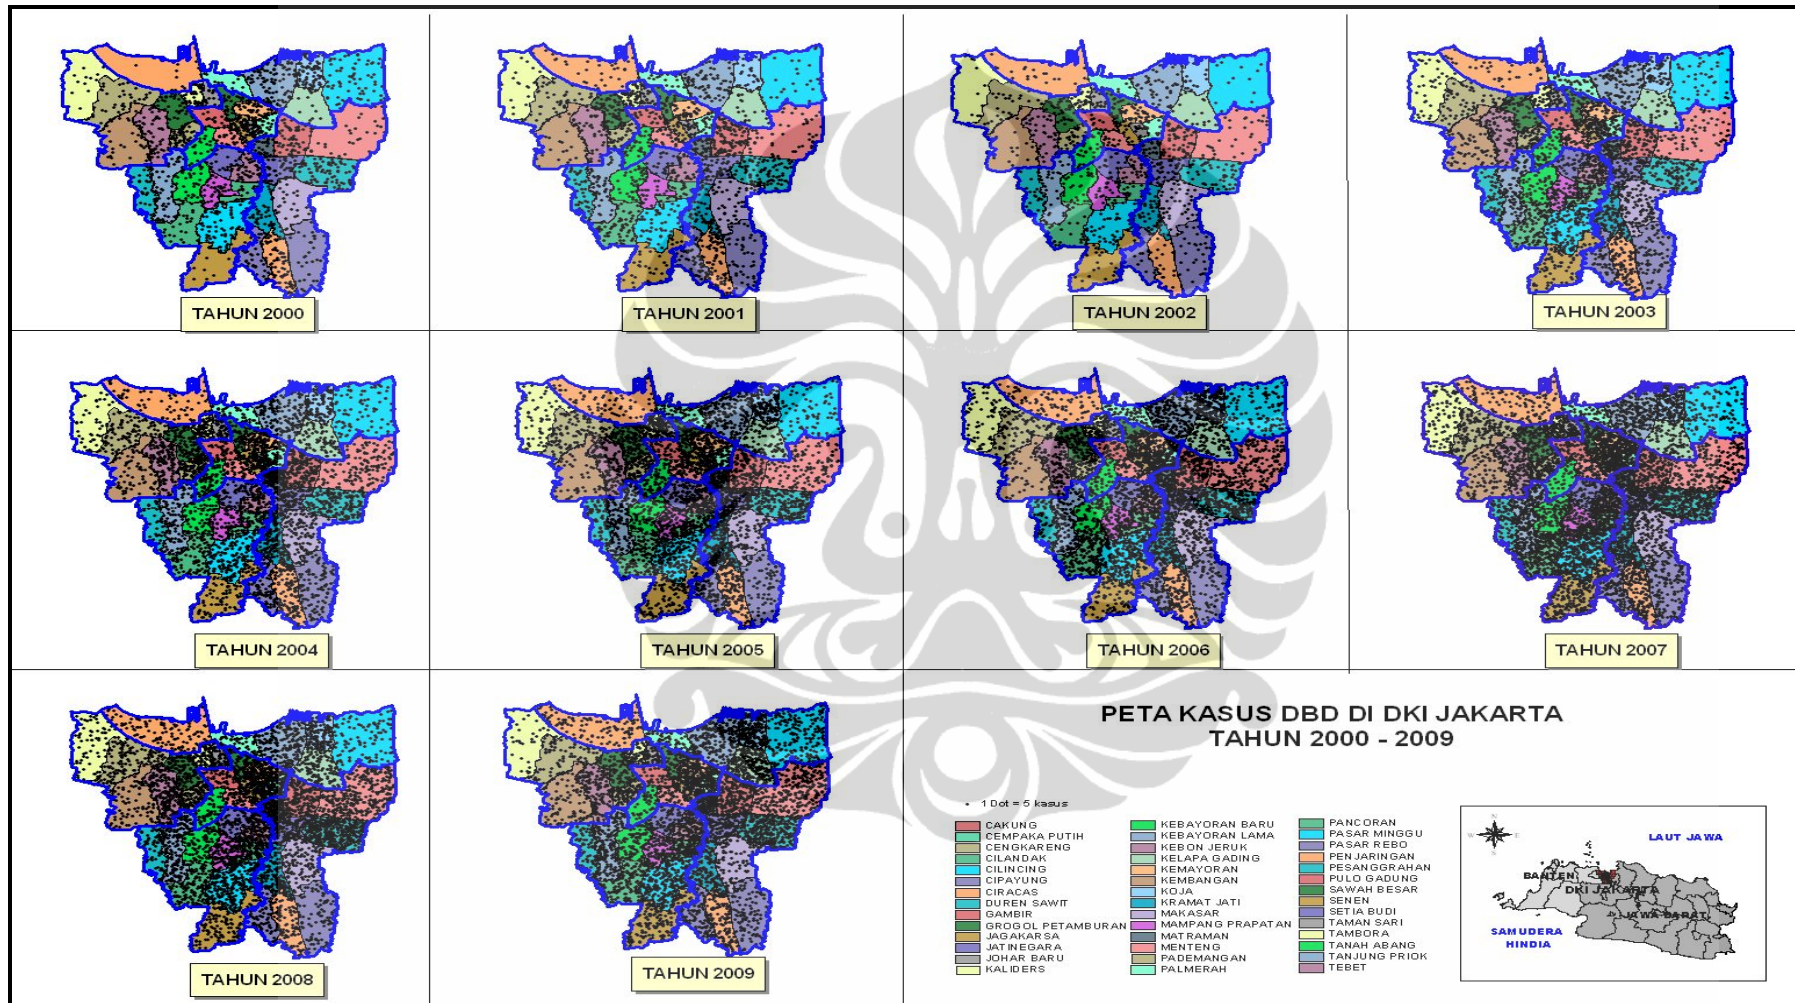 TAHUN 2000
TAHUN 2001
TAHUN 2002
TAHUN 2003
TAHUN 2004
TAHUN 2005
TAHUN 2006
TAHUN 2007
TAHUN 2008
TAHUN 2009
PETA KASUS DBD DI DKI JAKARTA
TAHUN 2000 - 2009
1 Dot = 5 kasus
CAKUNG
CEMPAKA PUTIH
CENGKARENG
CILANDAK
CILINCING
CIPAYUNG
CIRACAS
DUREN SAWIT
GAMBIR
GROGOL PETAMBURAN
JAGAKARSA
JATINEGARA
JOHAR BARU
KALIDERS
KEBAYORAN BARU
KEBAYORAN LAMA
KEBON JERUK
KELAPA GADING
KEMAYORAN
KEMBANGAN
KOJA
KRAMAT JATI
MAKASAR
MAMPANG PRAPATAN
MATRAMAN
MENTENG
PADEMANGAN
PALMERAH
PANCORAN
PASAR MINGGU
PASAR REBO
PENJARINGAN
PESANGGRAHAN
PULO GADUNG
SAWAH BESAR
SENEN
SETIA BUDI
TAMAN SARI
TAMBORA
TANAH ABANG
TANJUNG PRIOK
TEBET
N
W
E
S
LAUT JAWA
BANTEN
DKI JAKARTA
JAWA BARAT
SAMUDERA
HINDIA